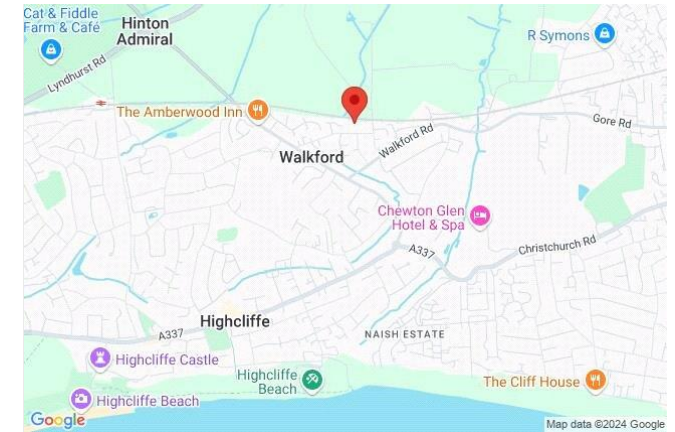 Cat & Fiddle
Farm & Café
Hinton
Admiral
R Symons
Lyndhurst Rd
The Amberwood Inn
Gore Rd
Walkford Rd
Walkford
Chewton Glen
Hotel & Spa
Christchurch Rd
A337
Highcliffe
A337
NAISH ESTATE
Highcliffe Castle
Highcliffe
Beach
The Cliff House
Highcliffe Beach
Google
Map data ©2024 Google